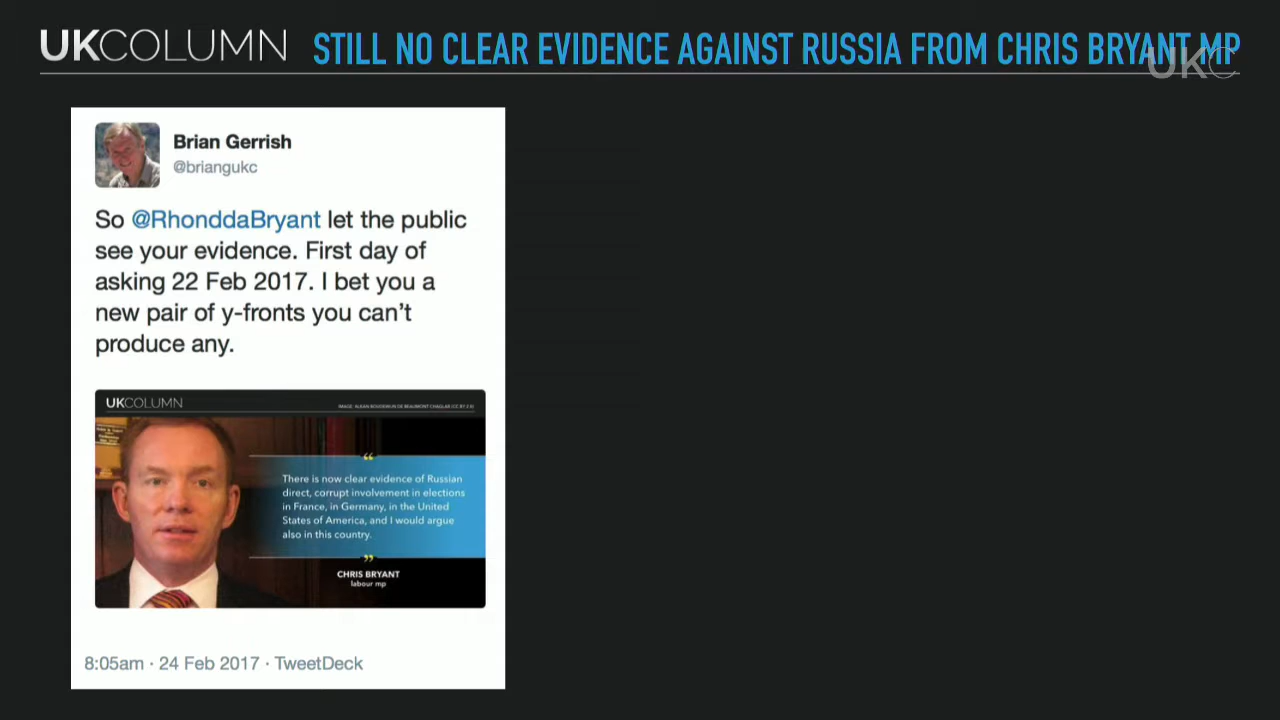 UKCOLUMN STILL NO CLEAR EVIDENCE AGAINST RUSSIA FROM CHRIS BRYANT MP
UKC
Brian Gerrish
@briangukc
So @RhonddaBryant let the public
see your evidence. First day of
asking 22 Feb 2017. I bet you a
new pair of y-fronts you can't
produce any.
UKCOLUMN
“
There is now clear evidence of Russian
direct, corrupt involvement in elections
in France, in Germany, in the United
States of America, and I would argue
also in this country.
”
CHRIS BRYANT
labour mp
8:05am · 24 Feb 2017 · TweetDeck